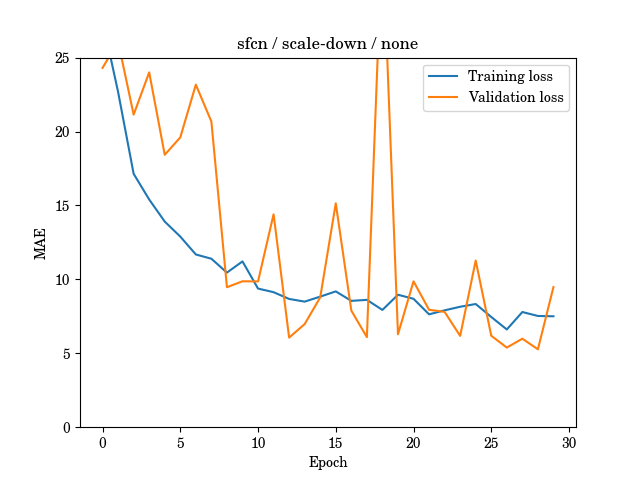 sfcn / scale-down / none
25
20
15
10
5
0
MAE
Training loss
Validation loss
0 5 10 15 20 25 30
Epoch